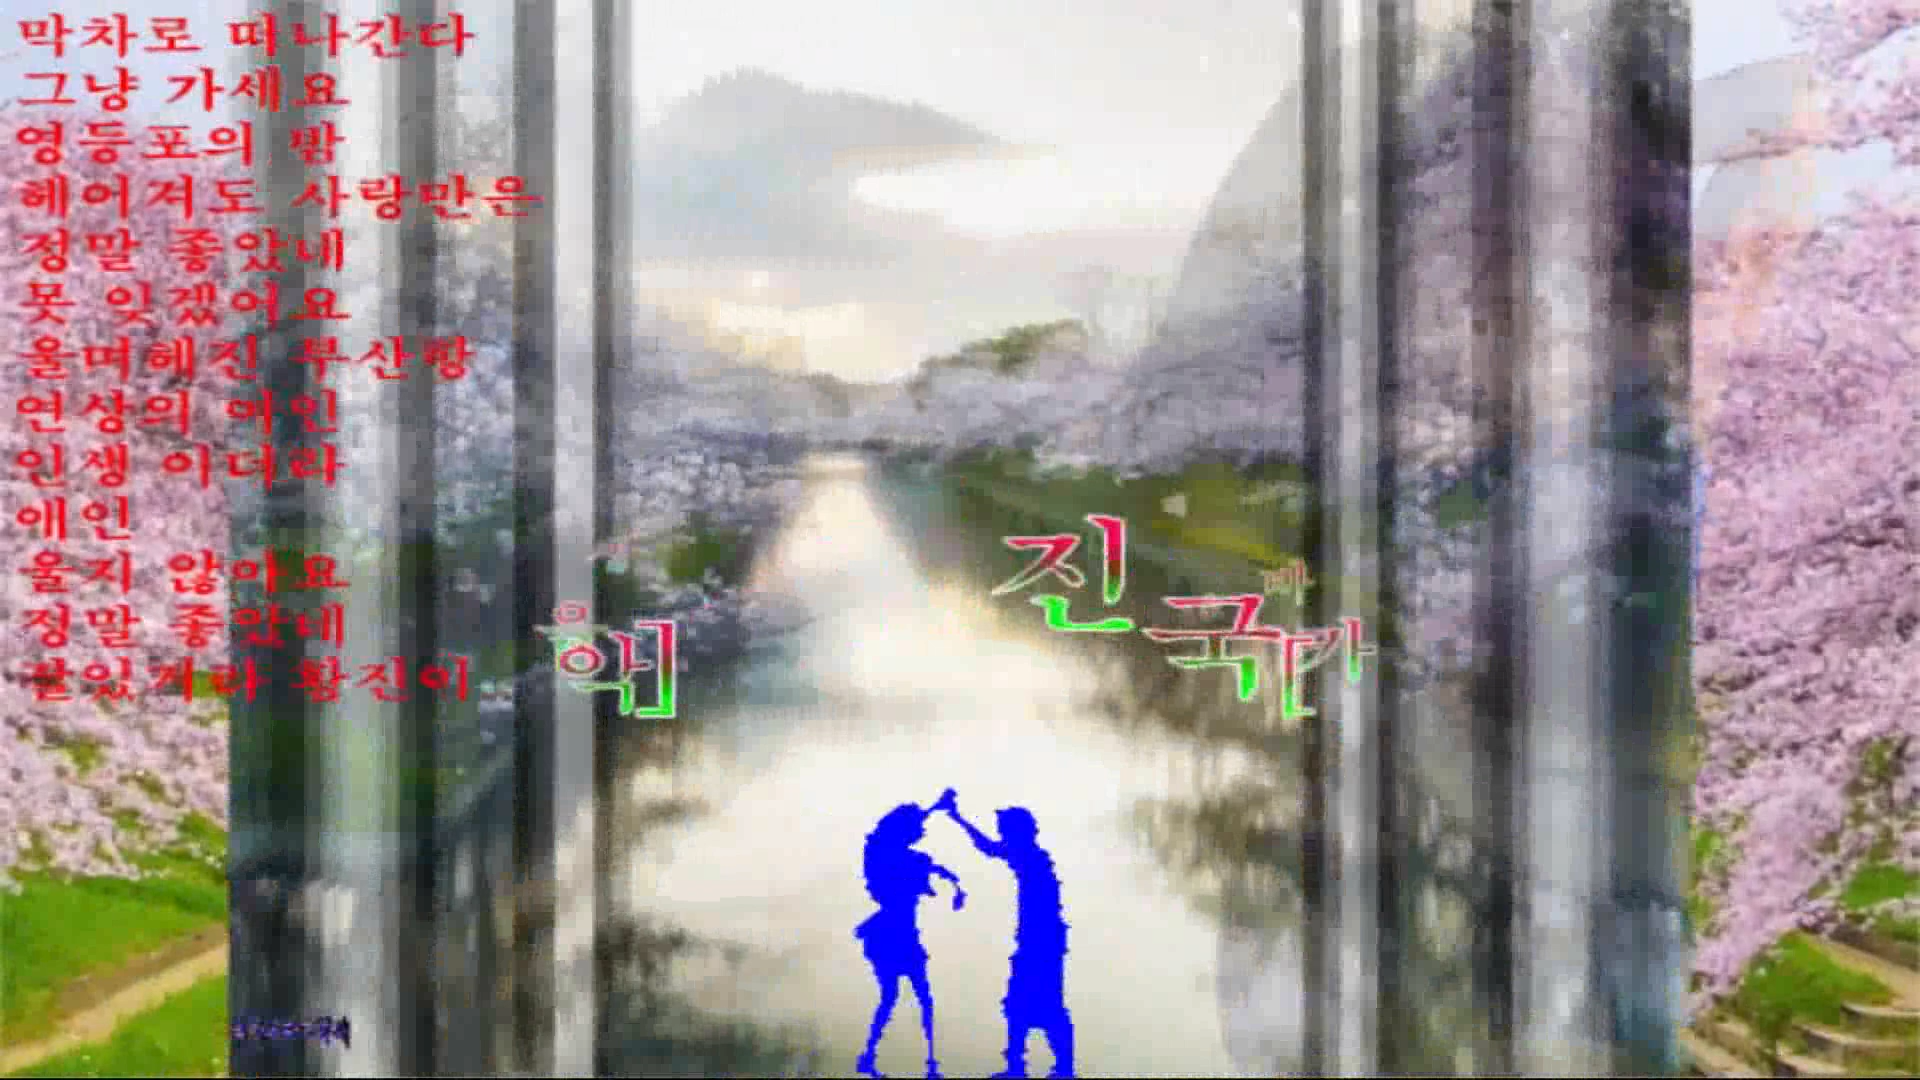 막차로 떠나간다
그냥 가세요
영등포의 밤
헤어져도 사랑만은
정말 좋았네
못 잊겠어요
울며헤진 부산항
연상의 여인
인생 이더라
애인
울지 않아요
정말 좋았네
잘있거라 황진이
진국